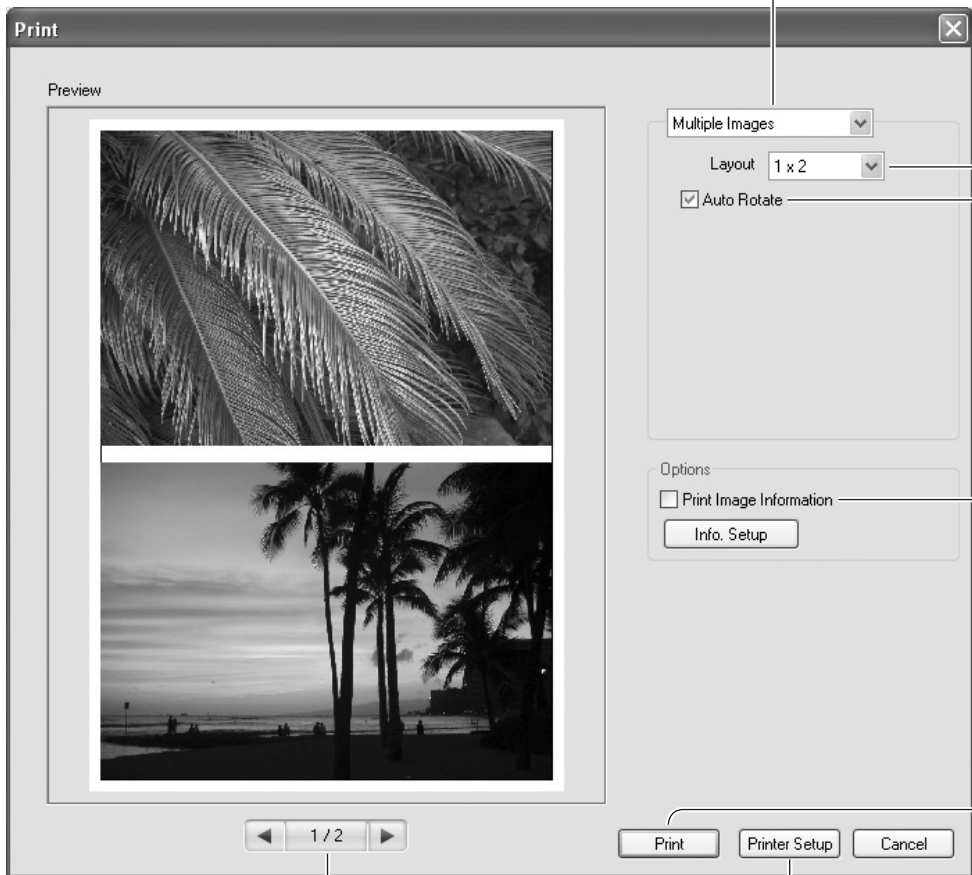 Print
Preview
Multiple Images
Layout 1 x 2
Auto Rotate
Options
Print Image Information
Info. Setup
1 / 2
Print Printer Setup Cancel